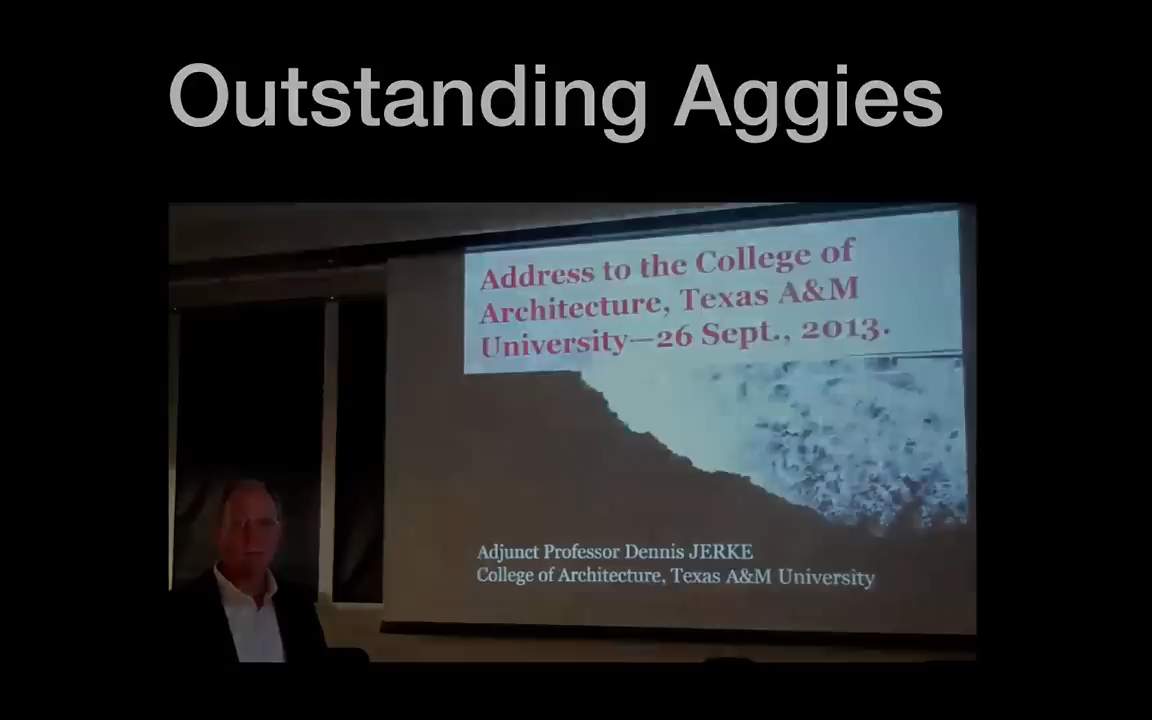 Outstanding Aggies
Address to the College of
Architecture, Texas A&M
University—26 Sept., 2013.
Adjunct Professor Dennis JERKE
College of Architecture, Texas A&M University